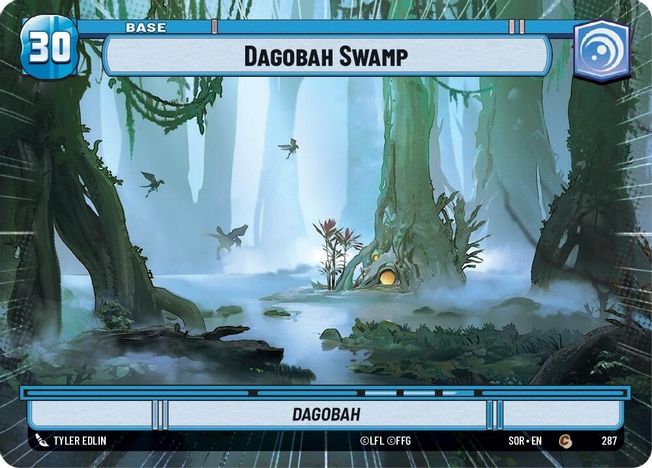 30
BASE
DAGOBAH SWAMP
DAGOBAH
TYLER EDLIN
©LFL ©FFG
SOR • EN
C
287